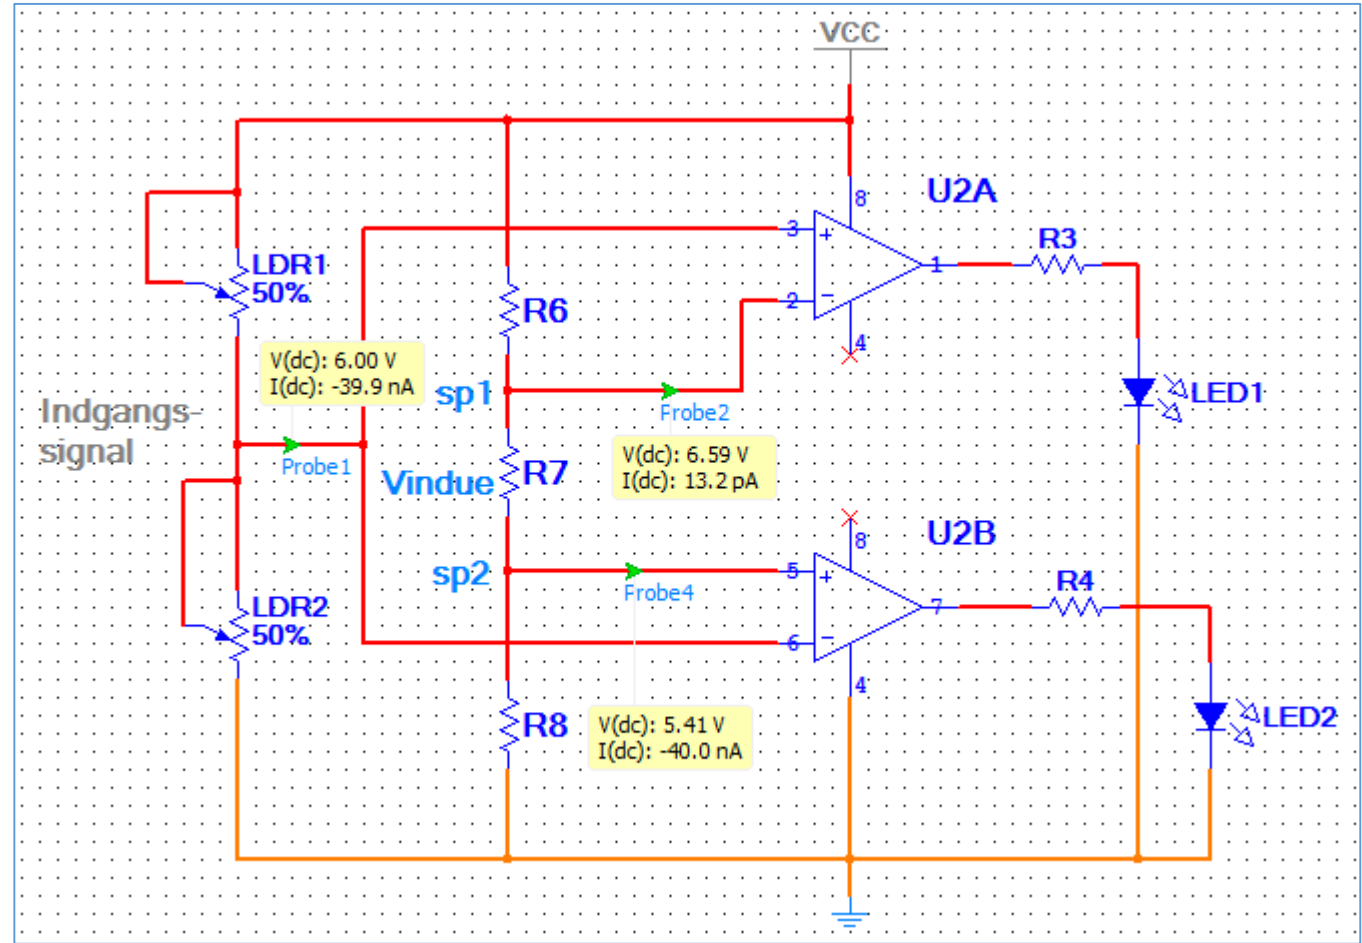 VCC
U2A
8
3
+
R3
1
2
−
4
LDR1
50%
R6
V(dc): 6.00 V
I(dc): -39.9 nA
sp1
Probe2
LED1
Indgangs-
signal
Probe1
V(dc): 6.59 V
I(dc): 13.2 pA
R7
Vindue
U2B
8
sp2
5
+
Probe4
R4
7
LDR2
50%
6
−
4
R8
V(dc): 5.41 V
I(dc): -40.0 nA
LED2